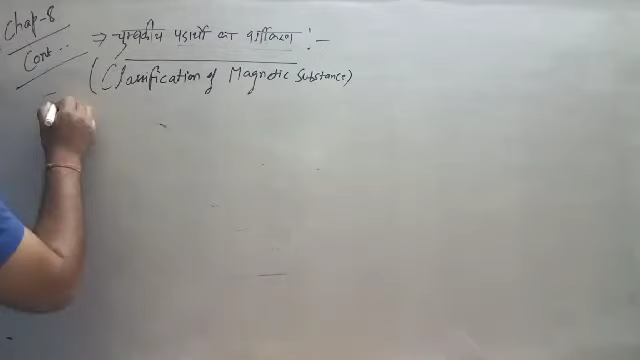 Chap-8
Cont..
⇒ चुम्बकीय पदार्थो का वर्गीकरण :-
(Classification of Magnetic Substance)